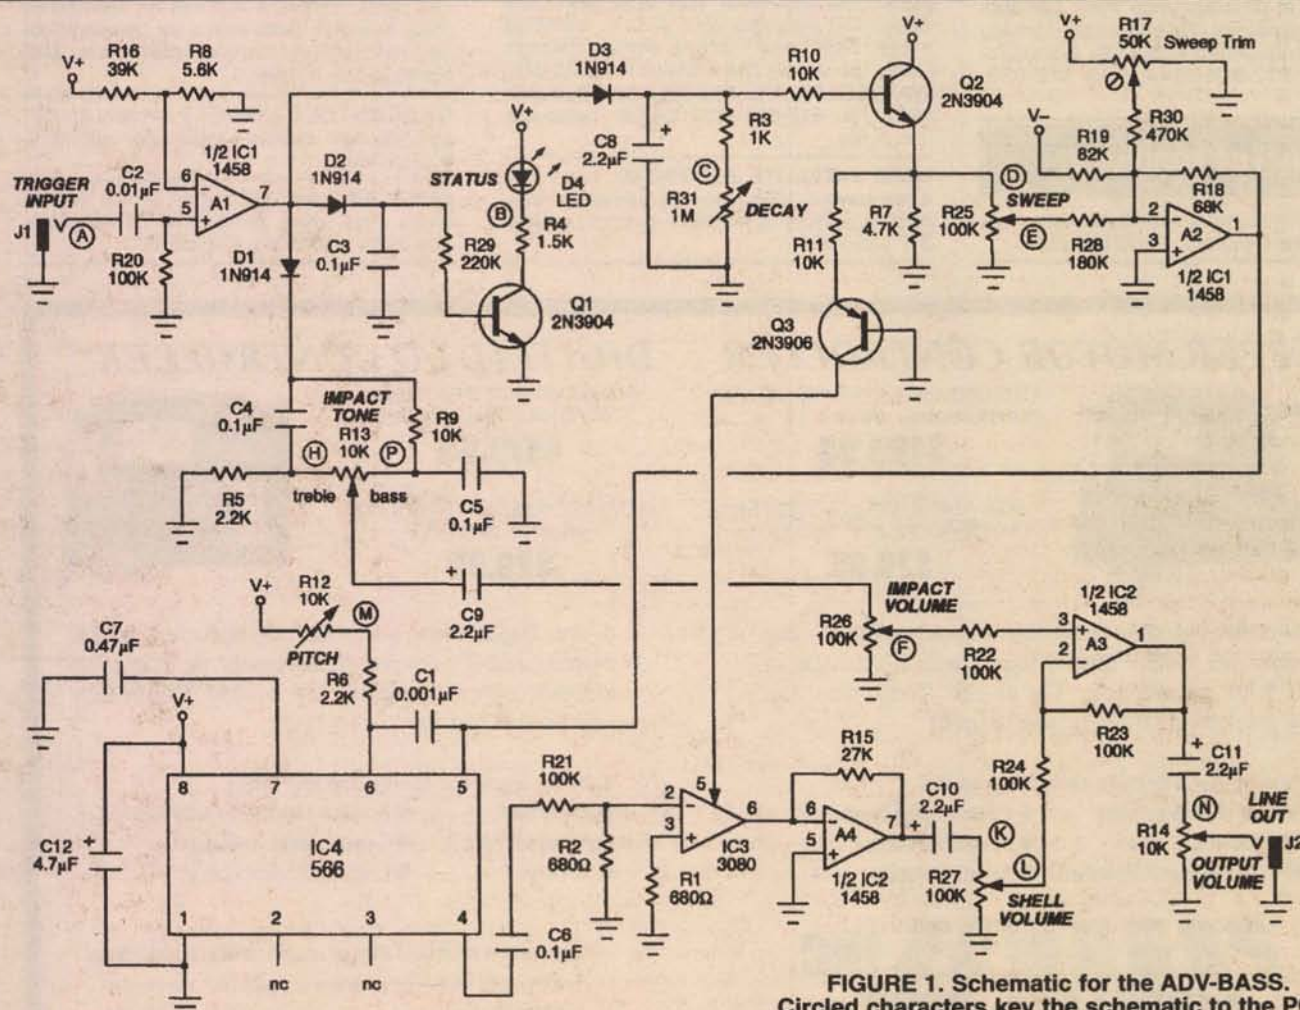 V+
R16
39K
R8
5.6K
1/2 IC1
1458
6
5
7
A1
TRIGGER
INPUT
J1
A
C2
0.01µF
R20
100K
D1
1N914
D2
1N914
C3
0.1µF
R29
220K
V+
STATUS
D4
LED
B
R4
1.5K
Q1
2N3904
D3
1N914
C8
2.2µF
+
R3
1K
C
R31
1M
DECAY
R10
10K
V+
Q2
2N3904
R11
10K
R7
4.7K
Q3
2N3906
D
SWEEP
R25
100K
E
V+
R17
50K
Sweep Trim
R30
470K
V-
R19
82K
R28
180K
R18
68K
2
3
1
A2
1/2 IC1
1458
C4
0.1µF
IMPACT
TONE
R13
10K
H
P
R9
10K
R5
2.2K
treble
bass
C5
0.1µF
+
C9
2.2µF
V+
R12
10K
PITCH
M
R6
2.2K
C1
0.001µF
C7
0.47µF
V+
C12
4.7µF
+
8
7
6
5
IC4
566
1
2
3
4
nc
nc
C6
0.1µF
R21
100K
R2
680Ω
R1
680Ω
5
2
3
6
IC3
3080
R15
27K
6
5
7
A4
1/2 IC2
1458
+
C10
2.2µF
K
L
R27
100K
SHELL
VOLUME
IMPACT
VOLUME
R26
100K
F
R22
100K
1/2 IC2
1458
3
2
1
A3
R23
100K
R24
100K
+
C11
2.2µF
N
LINE
OUT
R14
10K
J2
OUTPUT
VOLUME
FIGURE 1. Schematic for the ADV-BASS.
Circled characters key the schematic to the